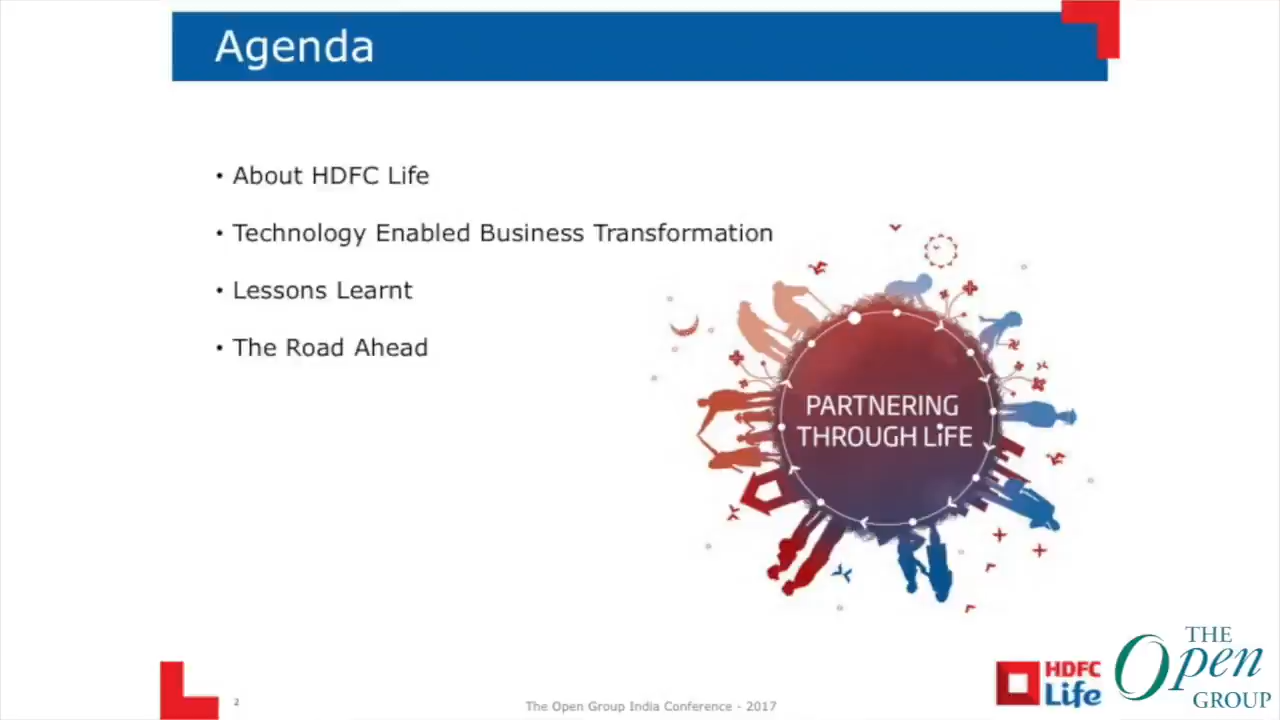 Agenda
• About HDFC Life
• Technology Enabled Business Transformation
• Lessons Learnt
• The Road Ahead
PARTNERING
THROUGH LiFE
2
The Open Group India Conference - 2017
HDFC
Life
THE
Open
GROUP